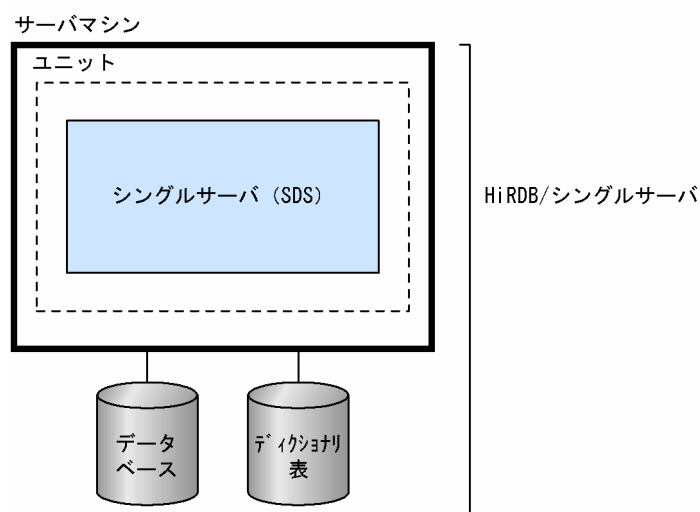 サーバマシン
ユニット
シングルサーバ（SDS）
HiRDB/シングルサーバ
データ
ベース
ﾃﾞｨｸｼｮﾅﾘ
表